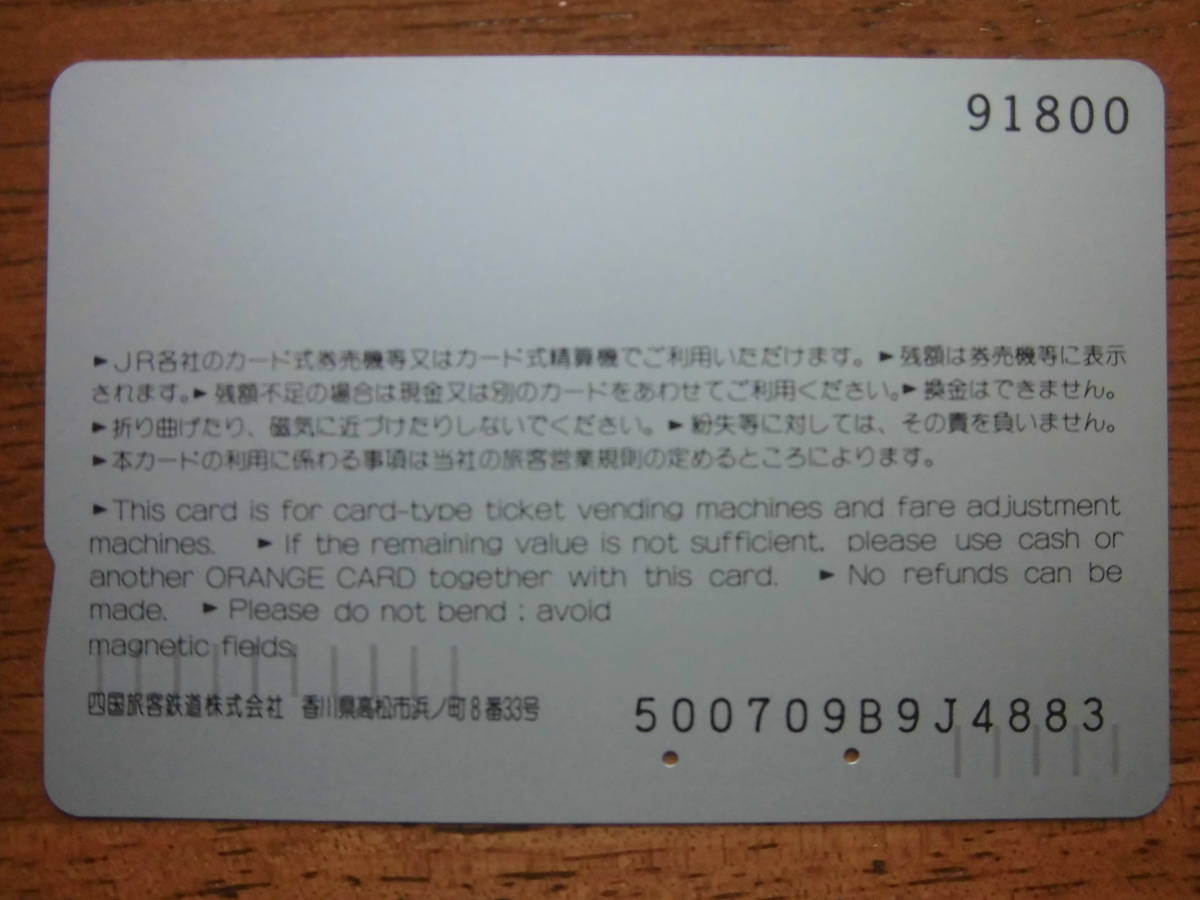 91800
►JR各社のカード式券売機等又はカード式精算機でご利用いただけます。►残額は券売機等に表示
されます。►残額不足の場合は現金又は別のカードをあわせてご利用ください。►換金はできません。
►折り曲げたり、磁気に近づけたりしないでください。►紛失等に対しては、その責を負いません。
►本カードの利用に係わる事項は当社の旅客営業規則の定めるところによります。
►This card is for card-type ticket vending machines and fare adjustment
machines. ►If the remaining value is not sufficient. please use cash or
another ORANGE CARD together with this card. ►No refunds can be
made. ►Please do not bend : avoid
magnetic fields.
四国旅客鉄道株式会社 香川県高松市浜ノ町8番33号
500709B9J4883